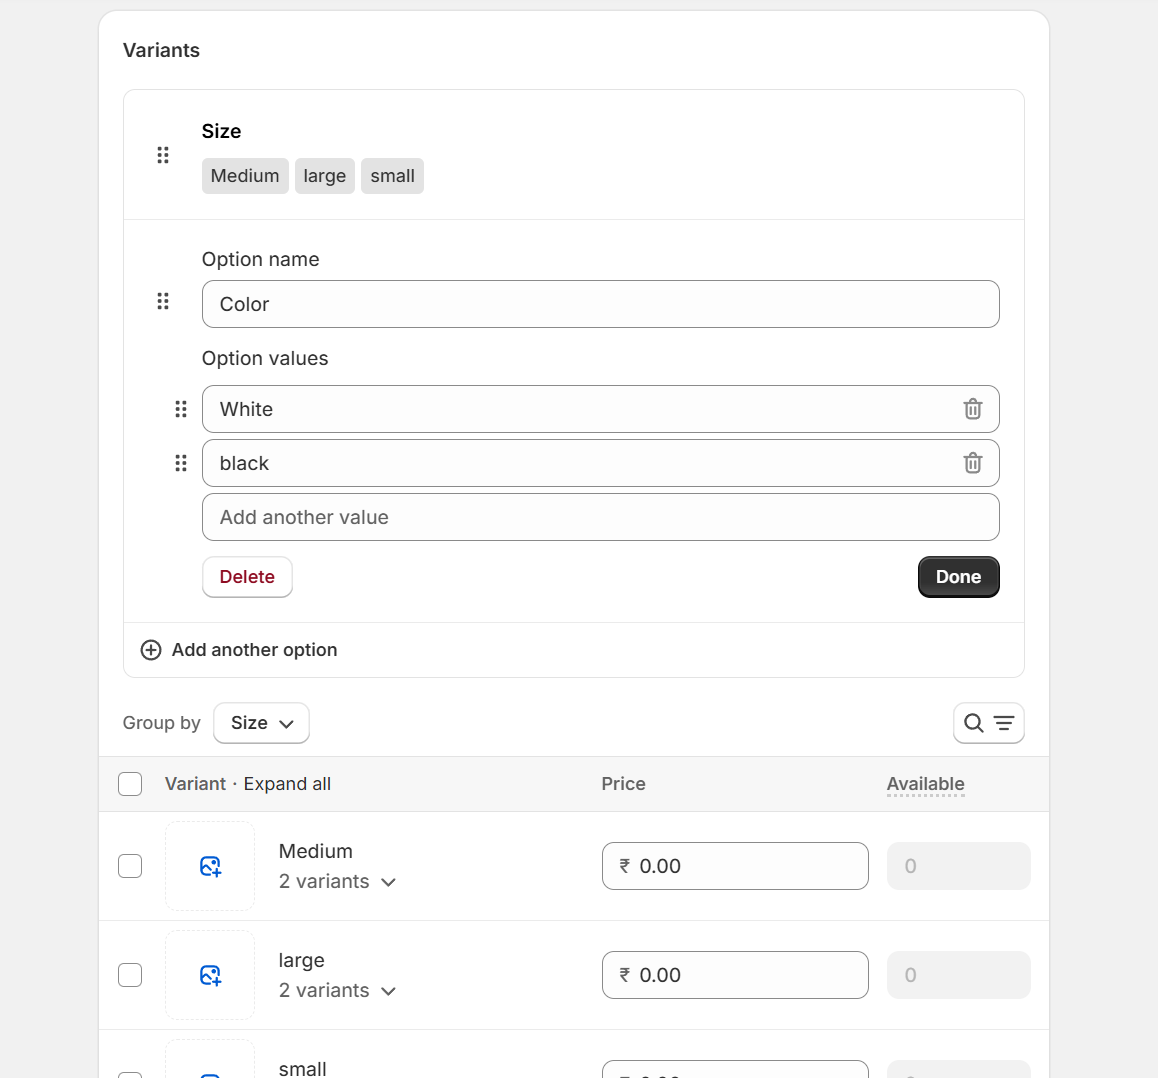 Variants
Size
Medium large small
Option name
Color
Option values
White
black
Add another value
Delete Done
Add another option
Group by Size
Variant · Expand all Price Available
Medium
2 variants
₹ 0.00 0
large
2 variants
₹ 0.00 0
small